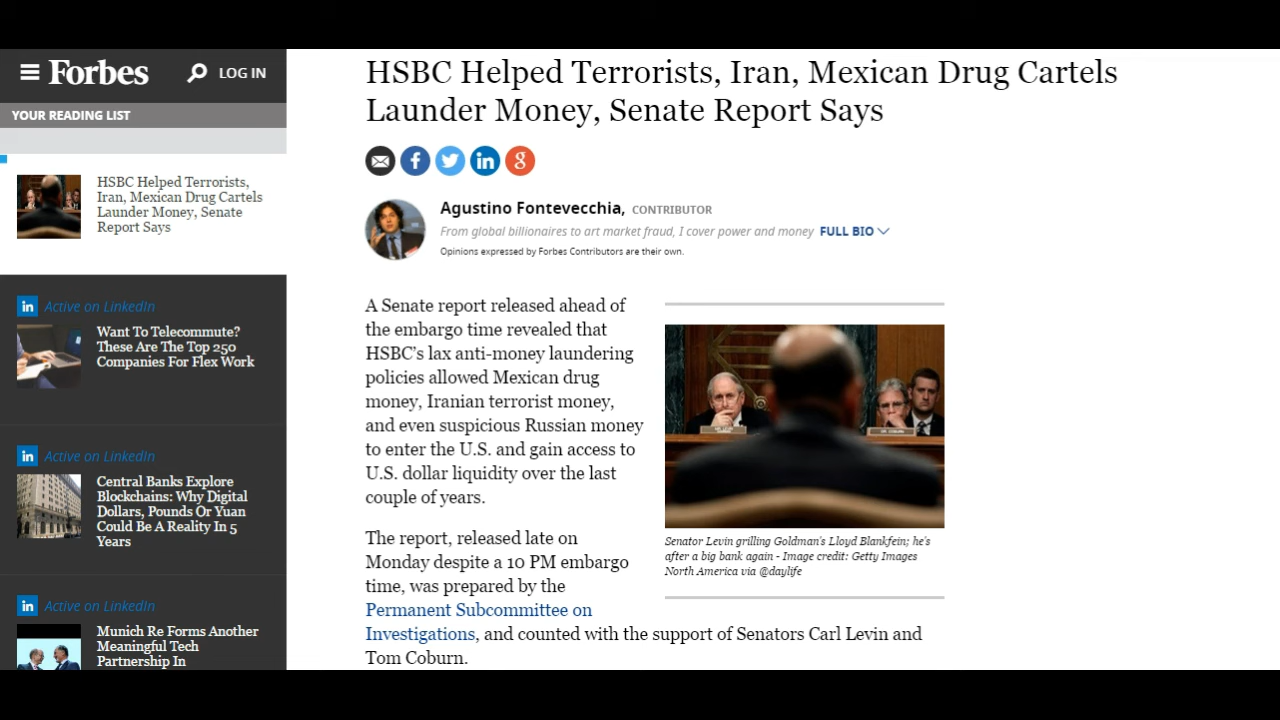 Forbes
LOG IN
YOUR READING LIST
HSBC Helped Terrorists,
Iran, Mexican Drug Cartels
Launder Money, Senate
Report Says
in Active on LinkedIn
Want To Telecommute?
These Are The Top 250
Companies For Flex Work
in Active on LinkedIn
Central Banks Explore
Blockchains: Why Digital
Dollars, Pounds Or Yuan
Could Be A Reality In 5
Years
in Active on LinkedIn
Munich Re Forms Another
Meaningful Tech
Partnership In
HSBC Helped Terrorists, Iran, Mexican Drug Cartels
Launder Money, Senate Report Says
f in g
Agustino Fontevecchia, CONTRIBUTOR
From global billionaires to art market fraud, I cover power and money FULL BIO
Opinions expressed by Forbes Contributors are their own.
A Senate report released ahead of
the embargo time revealed that
HSBC's lax anti-money laundering
policies allowed Mexican drug
money, Iranian terrorist money,
and even suspicious Russian money
to enter the U.S. and gain access to
U.S. dollar liquidity over the last
couple of years.
Senator Levin grilling Goldman's Lloyd Blankfein; he's
after a big bank again - Image credit: Getty Images
North America via @daylife
The report, released late on
Monday despite a 10 PM embargo
time, was prepared by the
Permanent Subcommittee on
Investigations, and counted with the support of Senators Carl Levin and
Tom Coburn.